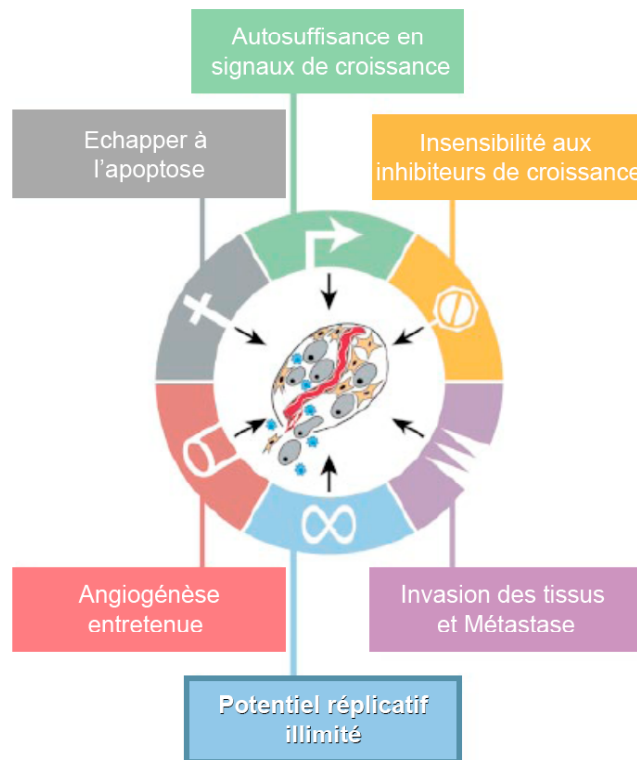 Autosuffisance en
signaux de croissance
Echapper à
l’apoptose
Insensibilité aux
inhibiteurs de croissance
Angiogénèse
entretenue
Invasion des tissus
et Métastase
Potentiel réplicatif
illimité